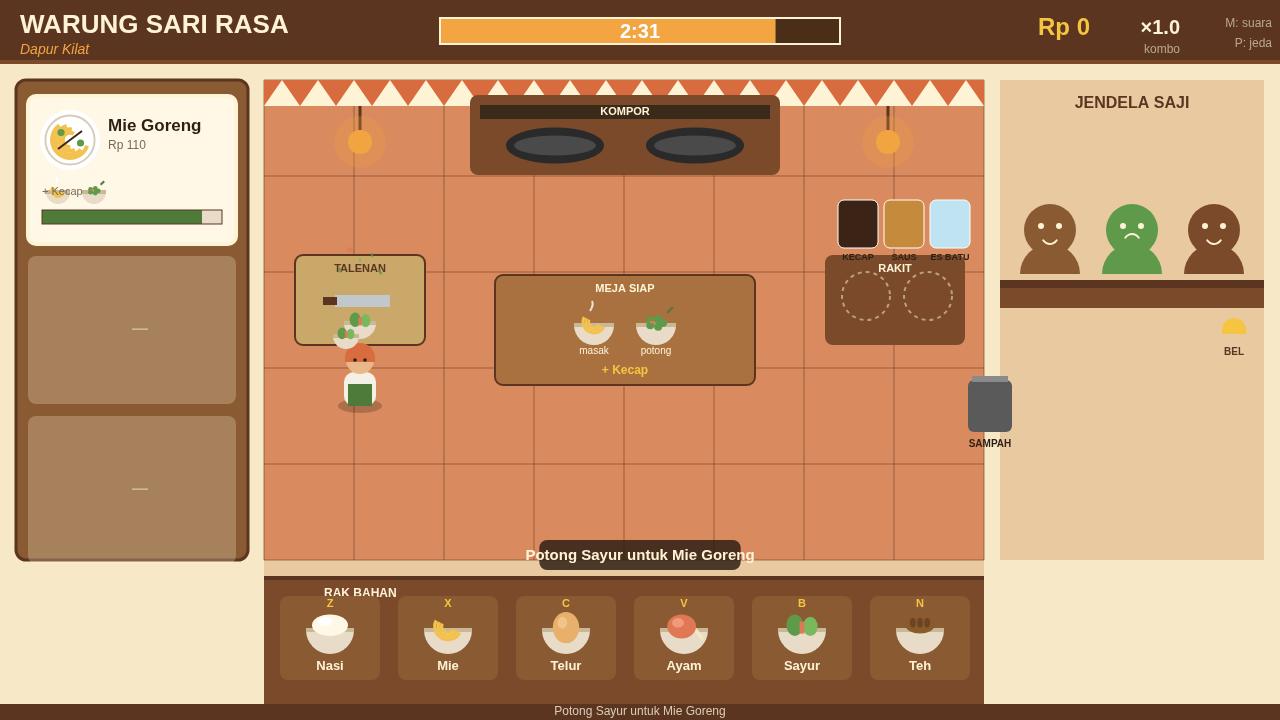 WARUNG SARI RASA
Dapur Kilat
2:31
Rp 0
×1.0
kombo
M: suara
P: jeda
Mie Goreng
Rp 110
+ Kecap
—
—
KOMPOR
TALENAN
MEJA SIAP
masak
potong
+ Kecap
KECAP
SAUS
ES BATU
RAKIT
JENDELA SAJI
BEL
SAMPAH
Potong Sayur untuk Mie Goreng
RAK BAHAN
Z
Nasi
X
Mie
C
Telur
V
Ayam
B
Sayur
N
Teh
Potong Sayur untuk Mie Goreng